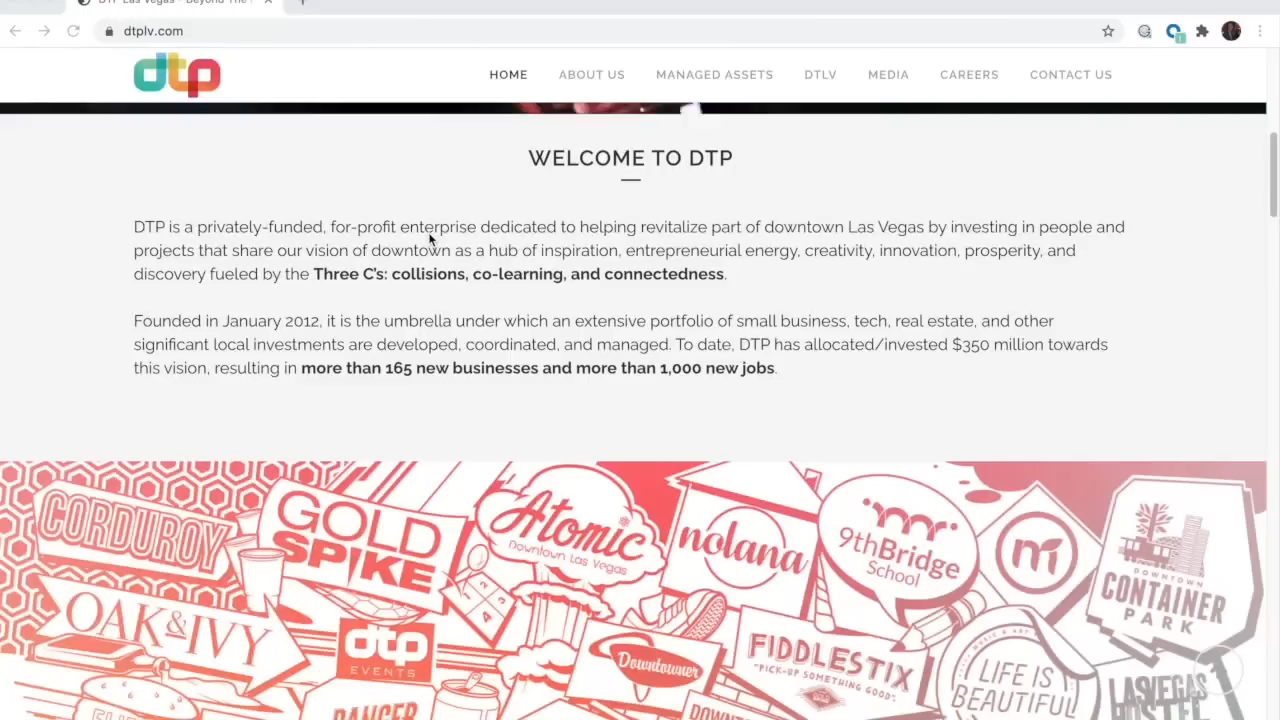 dtplv.com
dtp
HOME
ABOUT US
MANAGED ASSETS
DTLV
MEDIA
CAREERS
CONTACT US
WELCOME TO DTP
DTP is a privately-funded, for-profit enterprise dedicated to helping revitalize part of downtown Las Vegas by investing in people and
projects that share our vision of downtown as a hub of inspiration, entrepreneurial energy, creativity, innovation, prosperity, and
discovery fueled by the Three C's: collisions, co-learning, and connectedness.
Founded in January 2012, it is the umbrella under which an extensive portfolio of small business, tech, real estate, and other
significant local investments are developed, coordinated, and managed. To date, DTP has allocated/invested $350 million towards
this vision, resulting in more than 165 new businesses and more than 1,000 new jobs.
CORDUROY
GOLD
SPIKE
Atomic
Downtown Las Vegas
nolana
9thBridge
School
m
DOWNTOWN
CONTAINER
PARK
OAK & IVY
dtp
EVENTS
1 2
4 3
Downtowner
FIDDLESTIX
"PICK-UP SOMETHING GOOD"
MUSIC & ART
LIFE IS
BEAUTIFUL
LAS VEGAS